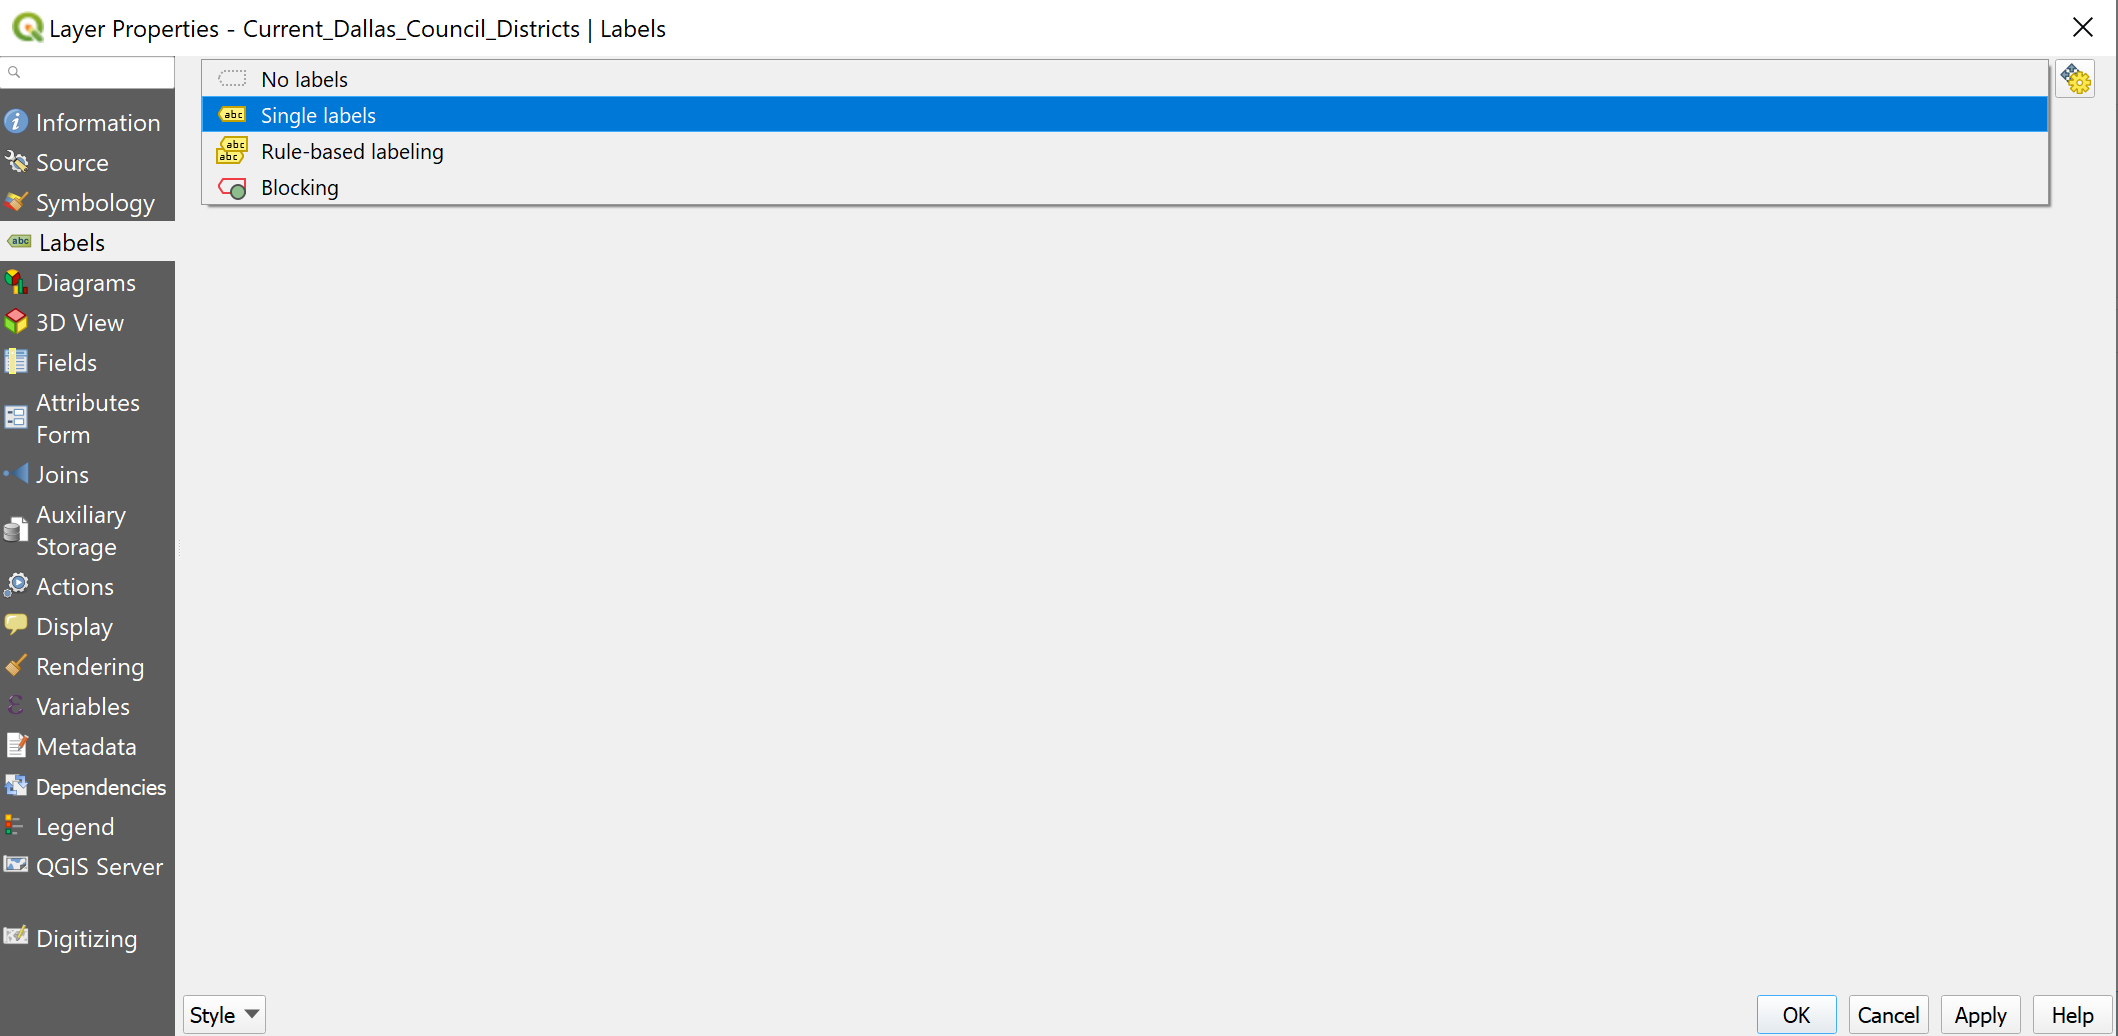 Layer Properties - Current_Dallas_Council_Districts | Labels
Information
Source
Symbology
abc Labels
Diagrams
3D View
Fields
Attributes
Form
Joins
Auxiliary
Storage
Actions
Display
Rendering
Variables
Metadata
Dependencies
Legend
QGIS Server
Digitizing
No labels
abc Single labels
abc
abc Rule-based labeling
Blocking
Style
OK
Cancel
Apply
Help